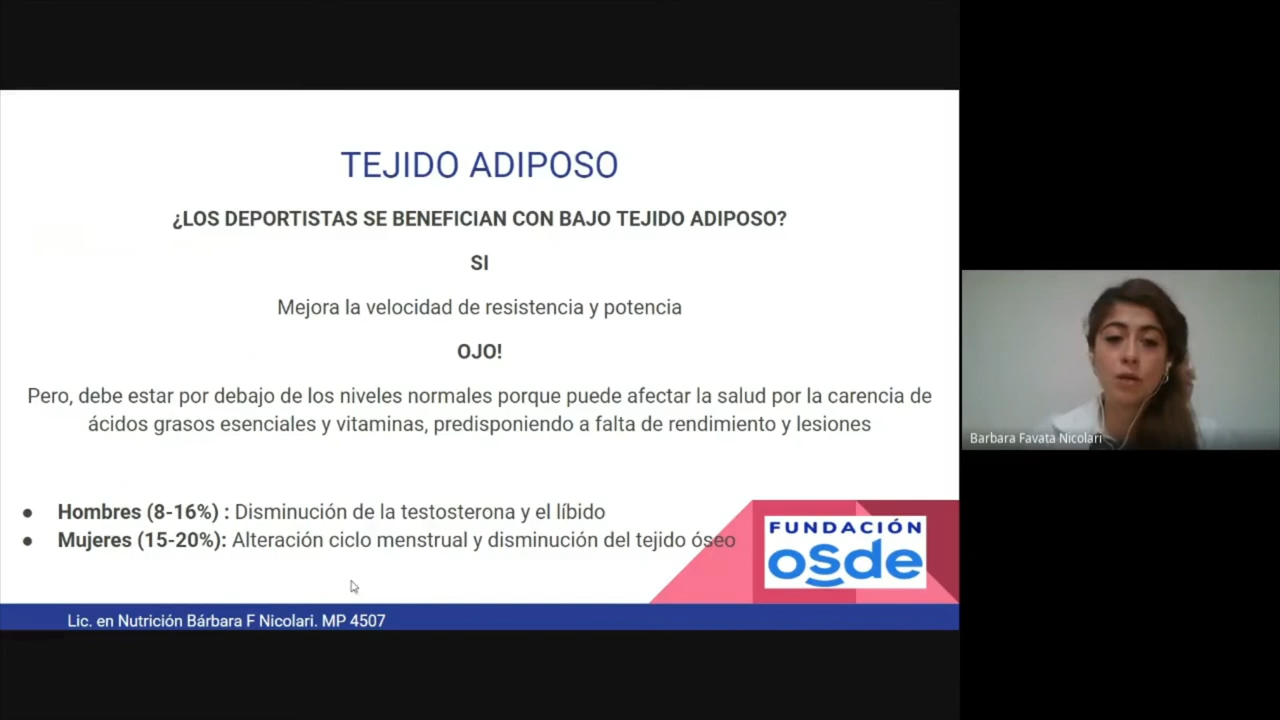 TEJIDO ADIPOSO
¿LOS DEPORTISTAS SE BENEFICIAN CON BAJO TEJIDO ADIPOSO?
SI
Mejora la velocidad de resistencia y potencia
OJO!
Pero, debe estar por debajo de los niveles normales porque puede afectar la salud por la carencia de
ácidos grasos esenciales y vitaminas, predisponiendo a falta de rendimiento y lesiones
● Hombres (8-16%) : Disminución de la testosterona y el líbido
● Mujeres (15-20%): Alteración ciclo menstrual y disminución del tejido óseo
FUNDACIÓN
osde
Lic. en Nutrición Bárbara F Nicolari. MP 4507
Barbara Favata Nicolari